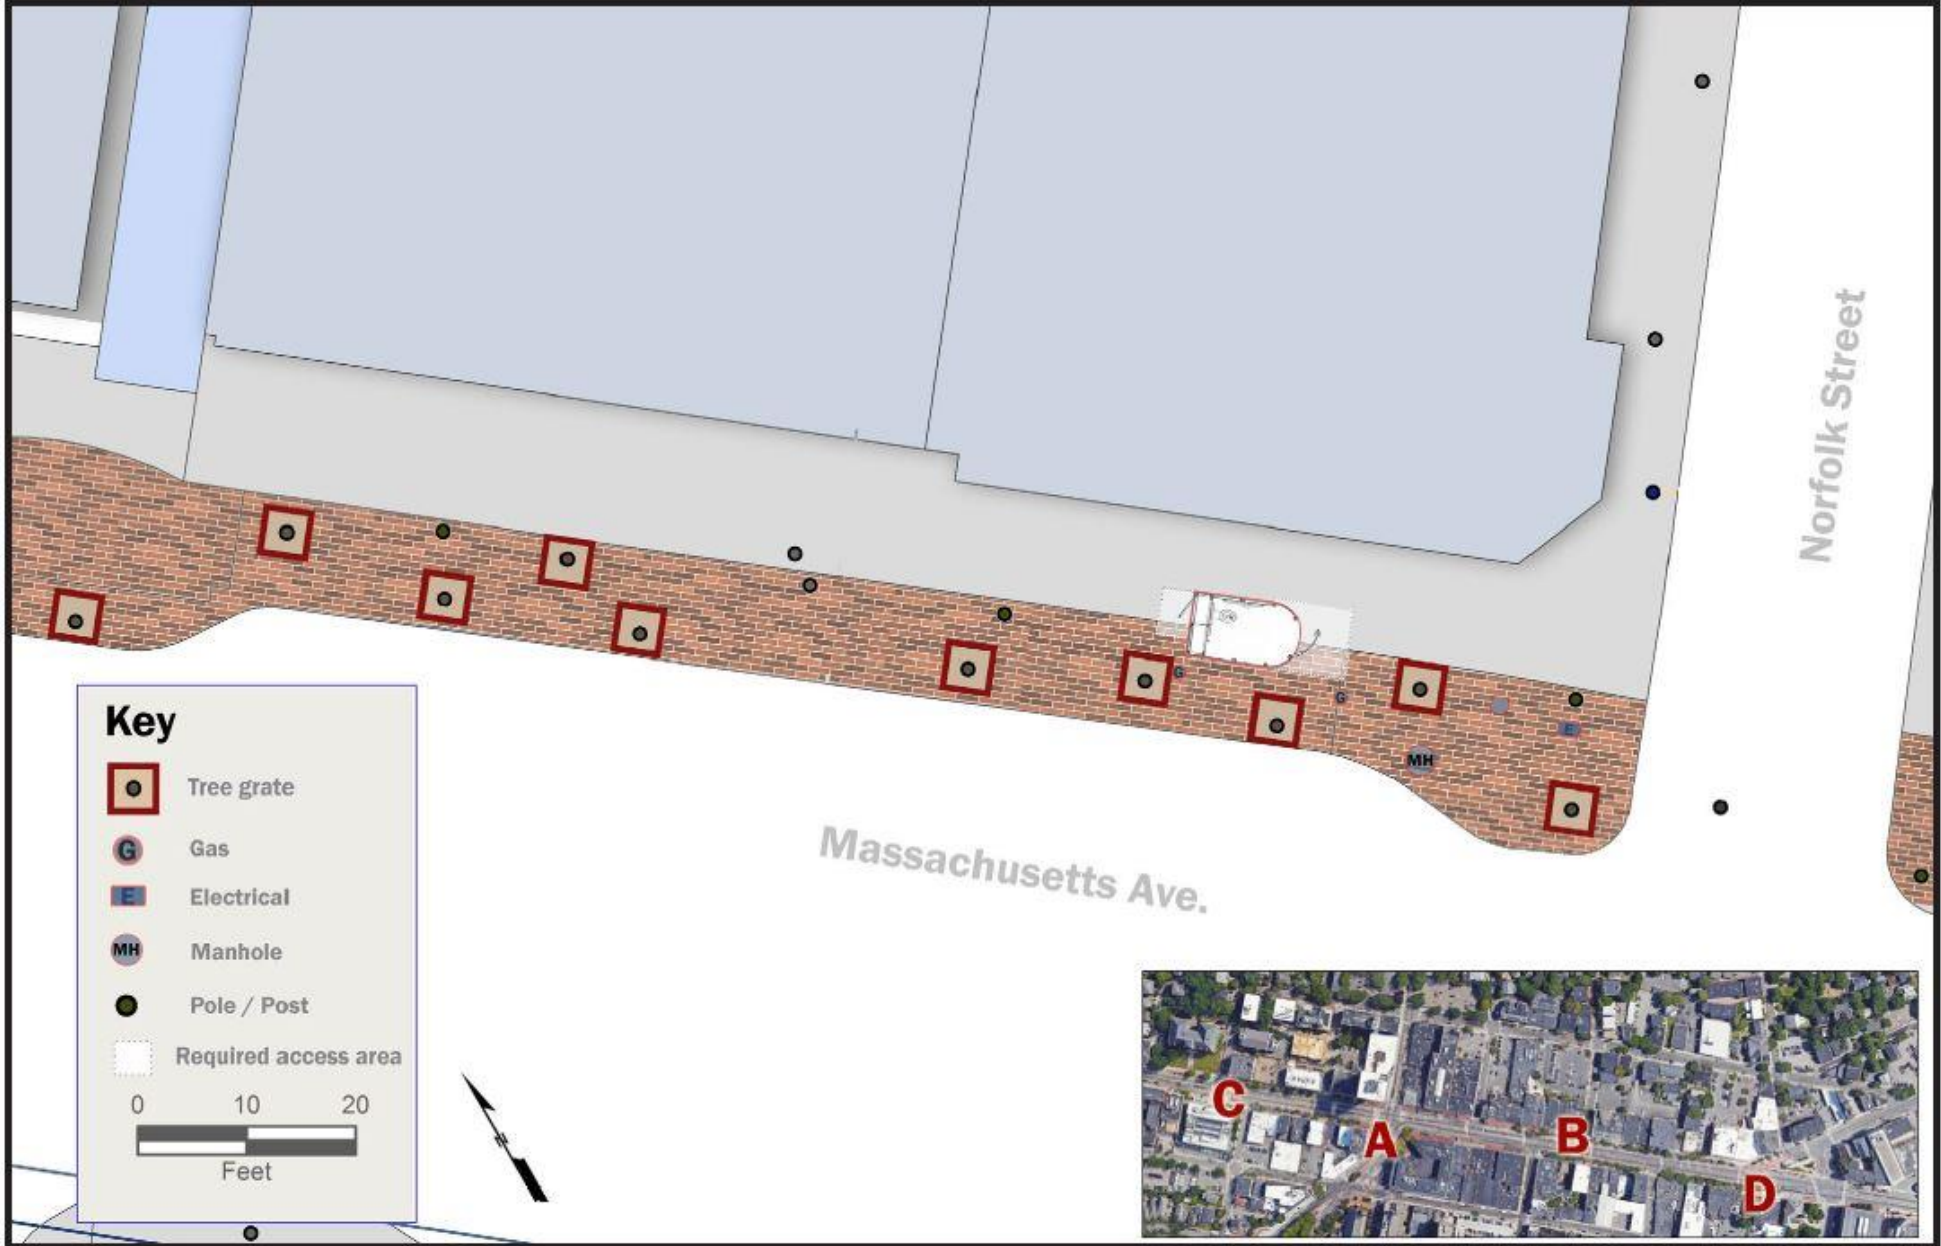 Norfolk Street
G
G
E
MH
Massachusetts Ave.
Key
Tree grate
G Gas
E Electrical
MH Manhole
Pole / Post
Required access area
0 10 20
Feet
N
C
A
B
D